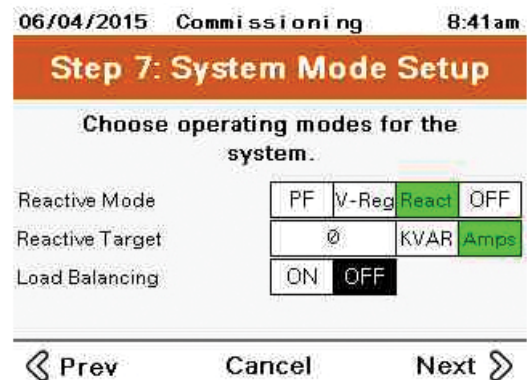 06/04/2015 Commissioning 8:41am
Step 7: System Mode Setup
Choose operating modes for the
system.
Reactive Mode PF V-Reg React OFF
Reactive Target 0 KVAR Amps
Load Balancing ON OFF
Prev Cancel Next